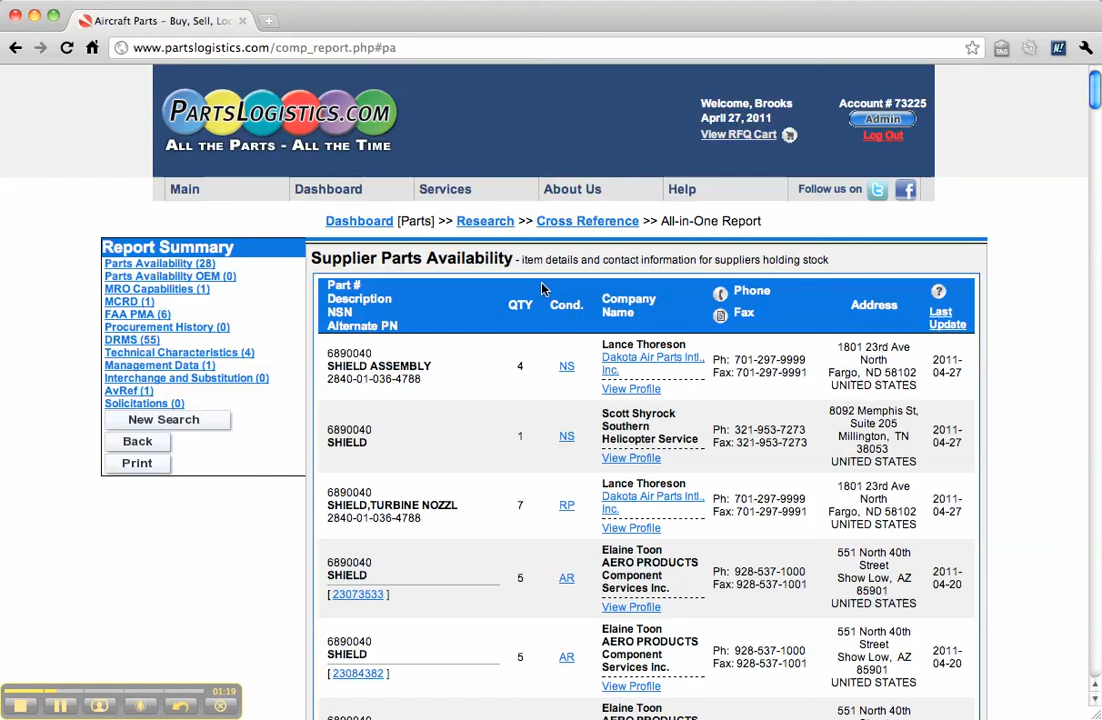 Aircraft Parts - Buy, Sell, Loc
www.partslogistics.com/comp_report.php#pa
TAG
N!
PARTSLOGISTICS.COM
ALL THE PARTS - ALL THE TIME
Welcome, Brooks
April 27, 2011
View RFQ Cart
Account # 73225
Admin
Log Out
Main
Dashboard
Services
About Us
Help
Follow us on
Dashboard [Parts] >> Research >> Cross Reference >> All-in-One Report
Report Summary
Parts Availability (28)
Parts Availability OEM (0)
MRO Capabilities (1)
MCRD (1)
FAA PMA (6)
Procurement History (0)
DRMS (55)
Technical Characteristics (4)
Management Data (1)
Interchange and Substitution (0)
AvRef (1)
Solicitations (0)
New Search
Back
Print
Supplier Parts Availability - item details and contact information for suppliers holding stock
Part #
Description
NSN
Alternate PN
QTY
Cond.
Company
Name
Phone
Fax
Address
?
Last
Update
6890040
SHIELD ASSEMBLY
2840-01-036-4788
4
NS
Lance Thoreson
Dakota Air Parts Intl.,
Inc.
View Profile
Ph: 701-297-9999
Fax: 701-297-9991
1801 23rd Ave
North
Fargo, ND 58102
UNITED STATES
2011-
04-27
6890040
SHIELD
1
NS
Scott Shyrock
Southern
Helicopter Service
View Profile
Ph: 321-953-7273
Fax: 321-953-7273
8092 Memphis St,
Suite 205
Millington, TN
38053
UNITED STATES
2011-
04-27
6890040
SHIELD,TURBINE NOZZL
2840-01-036-4788
7
RP
Lance Thoreson
Dakota Air Parts Intl.,
Inc.
View Profile
Ph: 701-297-9999
Fax: 701-297-9991
1801 23rd Ave
North
Fargo, ND 58102
UNITED STATES
2011-
04-27
6890040
SHIELD
[ 23073533 ]
5
AR
Elaine Toon
AERO PRODUCTS
Component
Services Inc.
View Profile
Ph: 928-537-1000
Fax: 928-537-1001
551 North 40th
Street
Show Low, AZ
85901
UNITED STATES
2011-
04-20
6890040
SHIELD
[ 23084382 ]
5
AR
Elaine Toon
AERO PRODUCTS
Component
Services Inc.
View Profile
Ph: 928-537-1000
Fax: 928-537-1001
551 North 40th
Street
Show Low, AZ
85901
UNITED STATES
2011-
04-20
6890040
Elaine Toon
AERO PRODUCTS
551 North 40th
Street
01:19